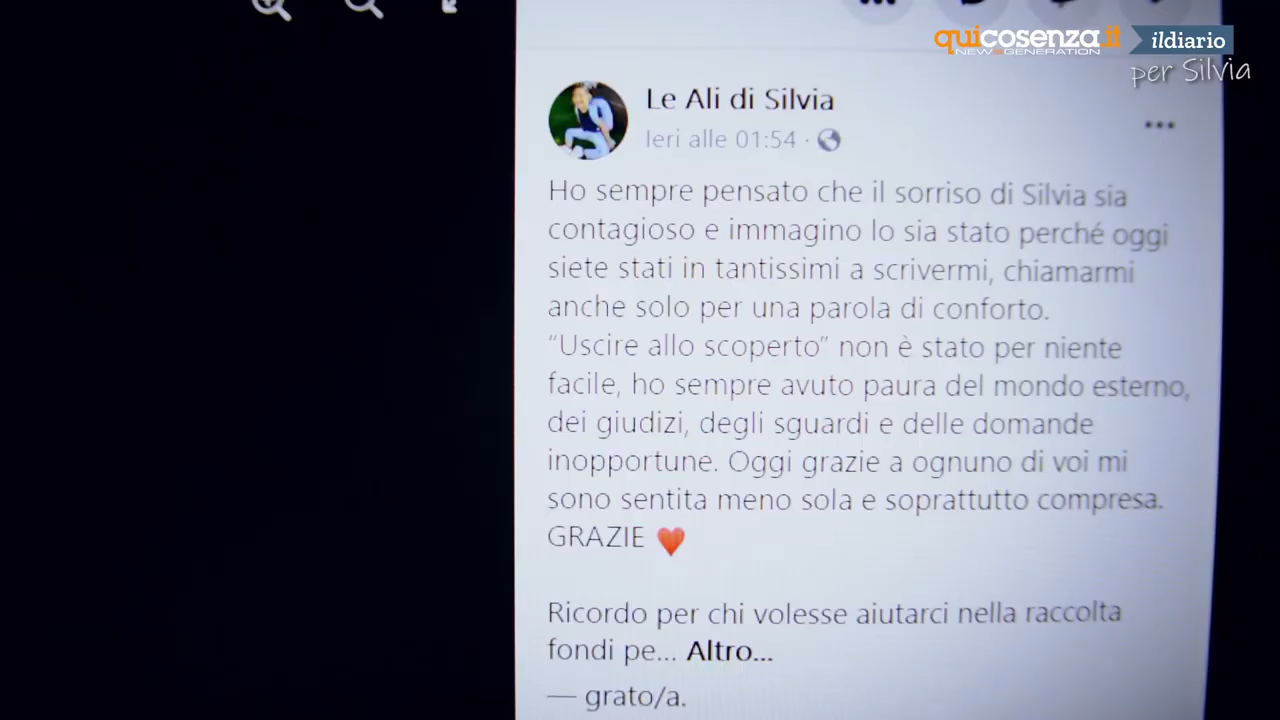 quicosenza.it
NEW GENERATION
ildiario
per Silvia
Le Ali di Silvia
Ieri alle 01:54 ·
Ho sempre pensato che il sorriso di Silvia sia
contagioso e immagino lo sia stato perché oggi
siete stati in tantissimi a scrivermi, chiamarmi
anche solo per una parola di conforto.
“Uscire allo scoperto” non è stato per niente
facile, ho sempre avuto paura del mondo esterno,
dei giudizi, degli sguardi e delle domande
inopportune. Oggi grazie a ognuno di voi mi
sono sentita meno sola e soprattutto compresa.
GRAZIE ♥
Ricordo per chi volesse aiutarci nella raccolta
fondi pe... Altro...
— grato/a.